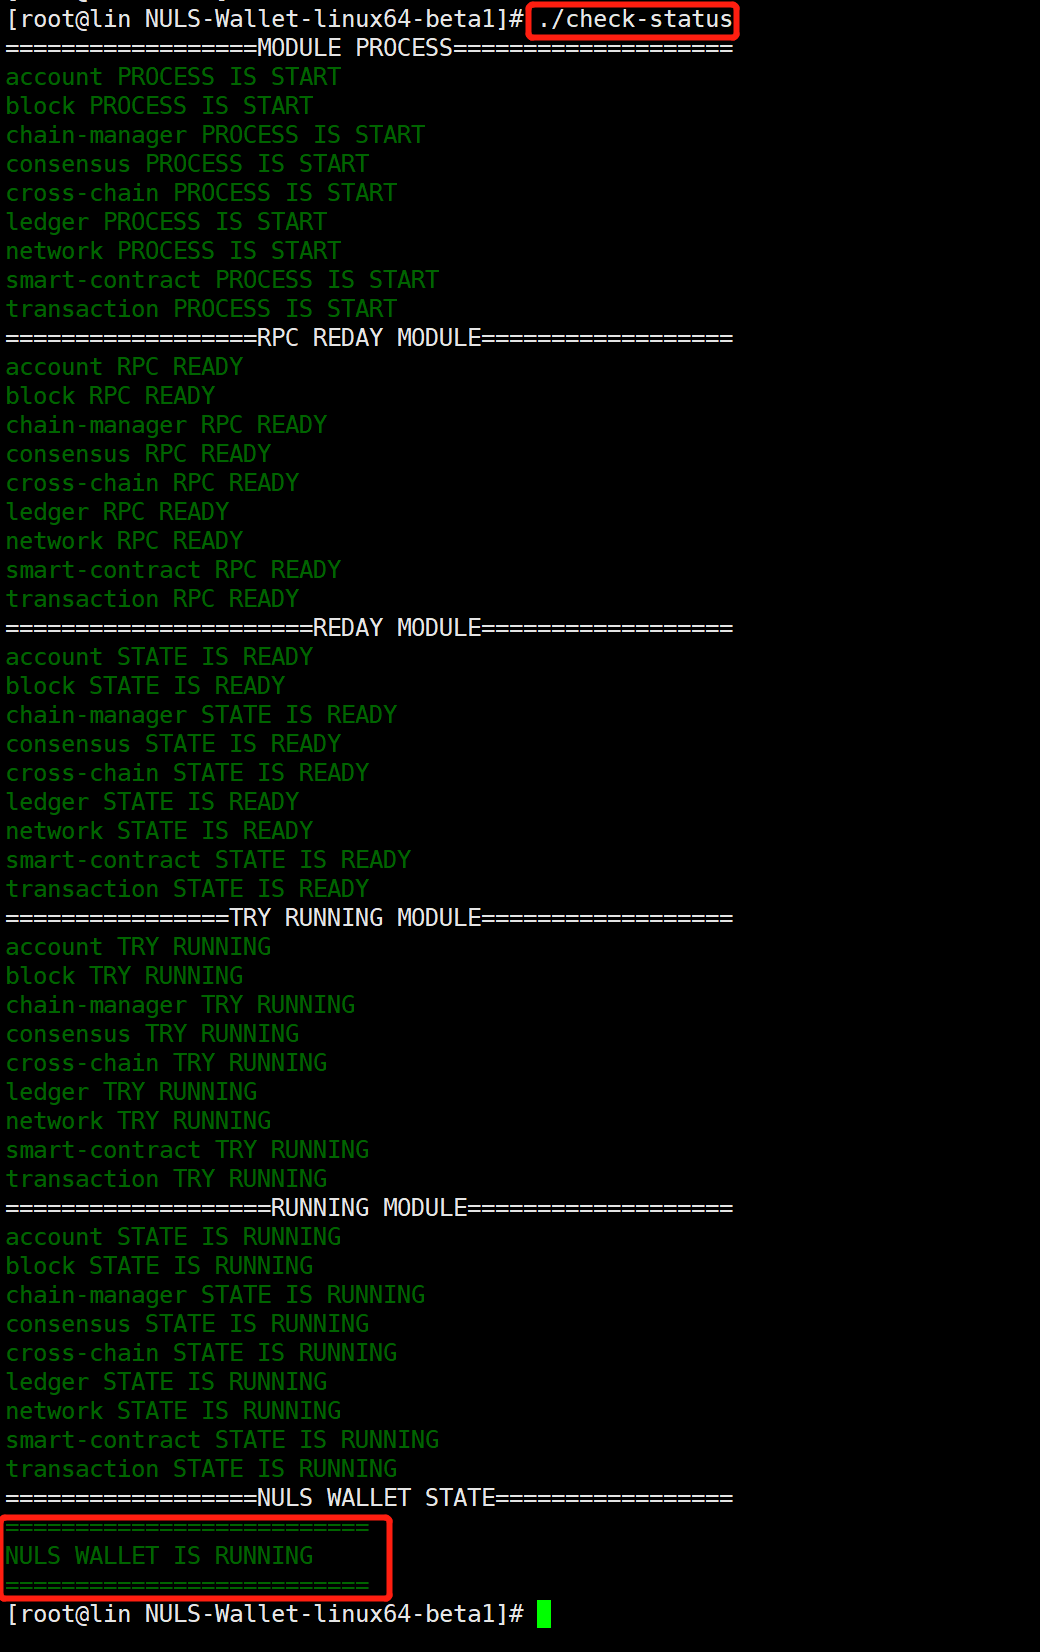 [root@lin NULS-Wallet-linux64-beta1]# ./check-status
==================MODULE PROCESS====================
account PROCESS IS START
block PROCESS IS START
chain-manager PROCESS IS START
consensus PROCESS IS START
cross-chain PROCESS IS START
ledger PROCESS IS START
network PROCESS IS START
smart-contract PROCESS IS START
transaction PROCESS IS START
==================RPC REDAY MODULE==================
account RPC READY
block RPC READY
chain-manager RPC READY
consensus RPC READY
cross-chain RPC READY
ledger RPC READY
network RPC READY
smart-contract RPC READY
transaction RPC READY
======================REDAY MODULE==================
account STATE IS READY
block STATE IS READY
chain-manager STATE IS READY
consensus STATE IS READY
cross-chain STATE IS READY
ledger STATE IS READY
network STATE IS READY
smart-contract STATE IS READY
transaction STATE IS READY
================TRY RUNNING MODULE==================
account TRY RUNNING
block TRY RUNNING
chain-manager TRY RUNNING
consensus TRY RUNNING
cross-chain TRY RUNNING
ledger TRY RUNNING
network TRY RUNNING
smart-contract TRY RUNNING
transaction TRY RUNNING
===================RUNNING MODULE===================
account STATE IS RUNNING
block STATE IS RUNNING
chain-manager STATE IS RUNNING
consensus STATE IS RUNNING
cross-chain STATE IS RUNNING
ledger STATE IS RUNNING
network STATE IS RUNNING
smart-contract STATE IS RUNNING
transaction STATE IS RUNNING
==================NULS WALLET STATE=================
==========================
NULS WALLET IS RUNNING
==========================
[root@lin NULS-Wallet-linux64-beta1]#